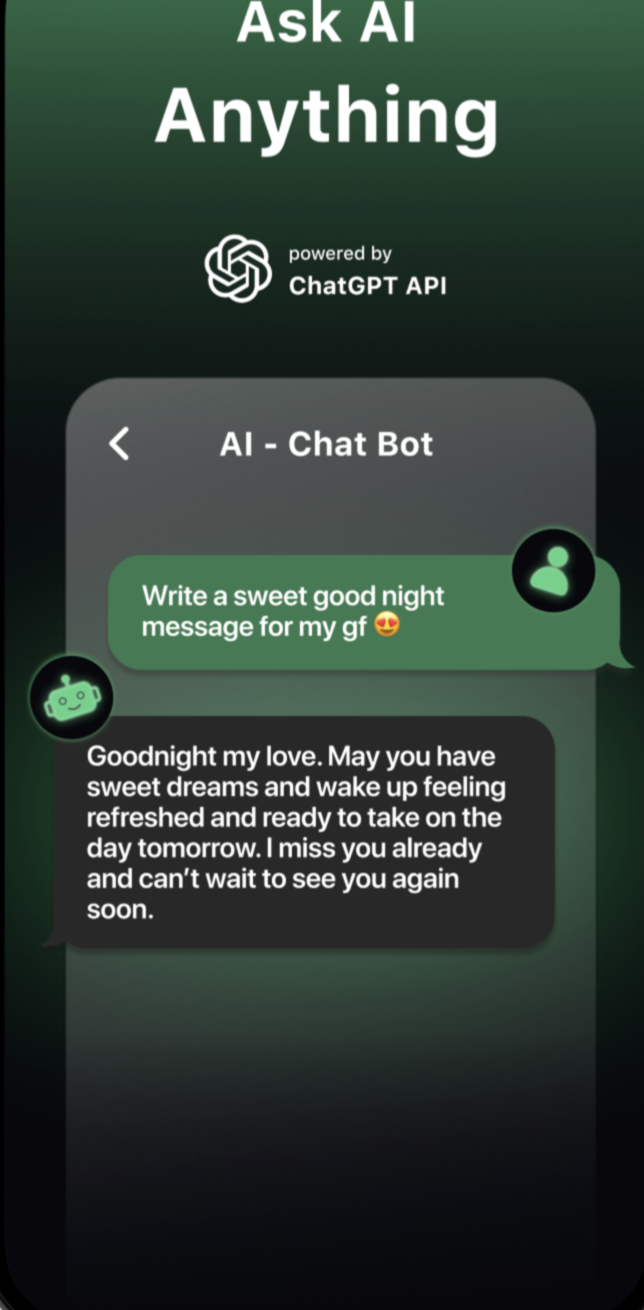 Ask AI
Anything
powered by
ChatGPT API
AI - Chat Bot
Write a sweet good night
message for my gf 😍
Goodnight my love. May you have
sweet dreams and wake up feeling
refreshed and ready to take on the
day tomorrow. I miss you already
and can't wait to see you again
soon.